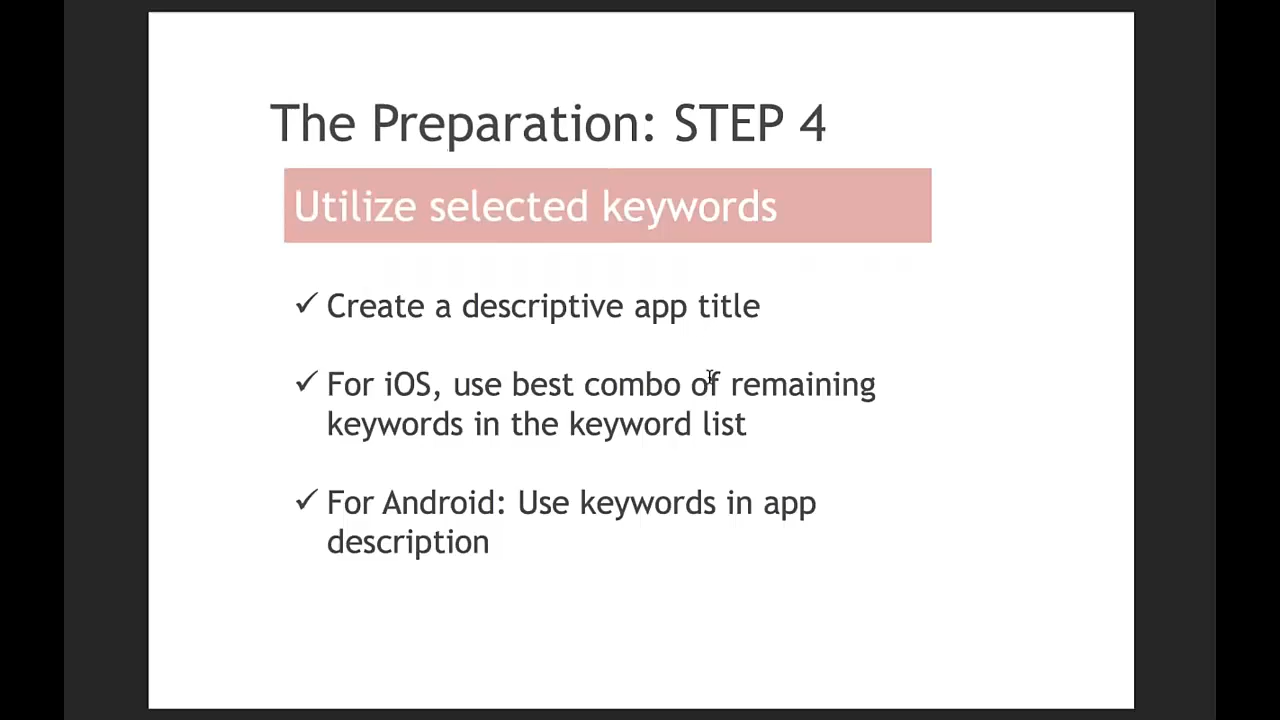 The Preparation: STEP 4
Utilize selected keywords
✓ Create a descriptive app title
✓ For iOS, use best combo of remaining
keywords in the keyword list
✓ For Android: Use keywords in app
description